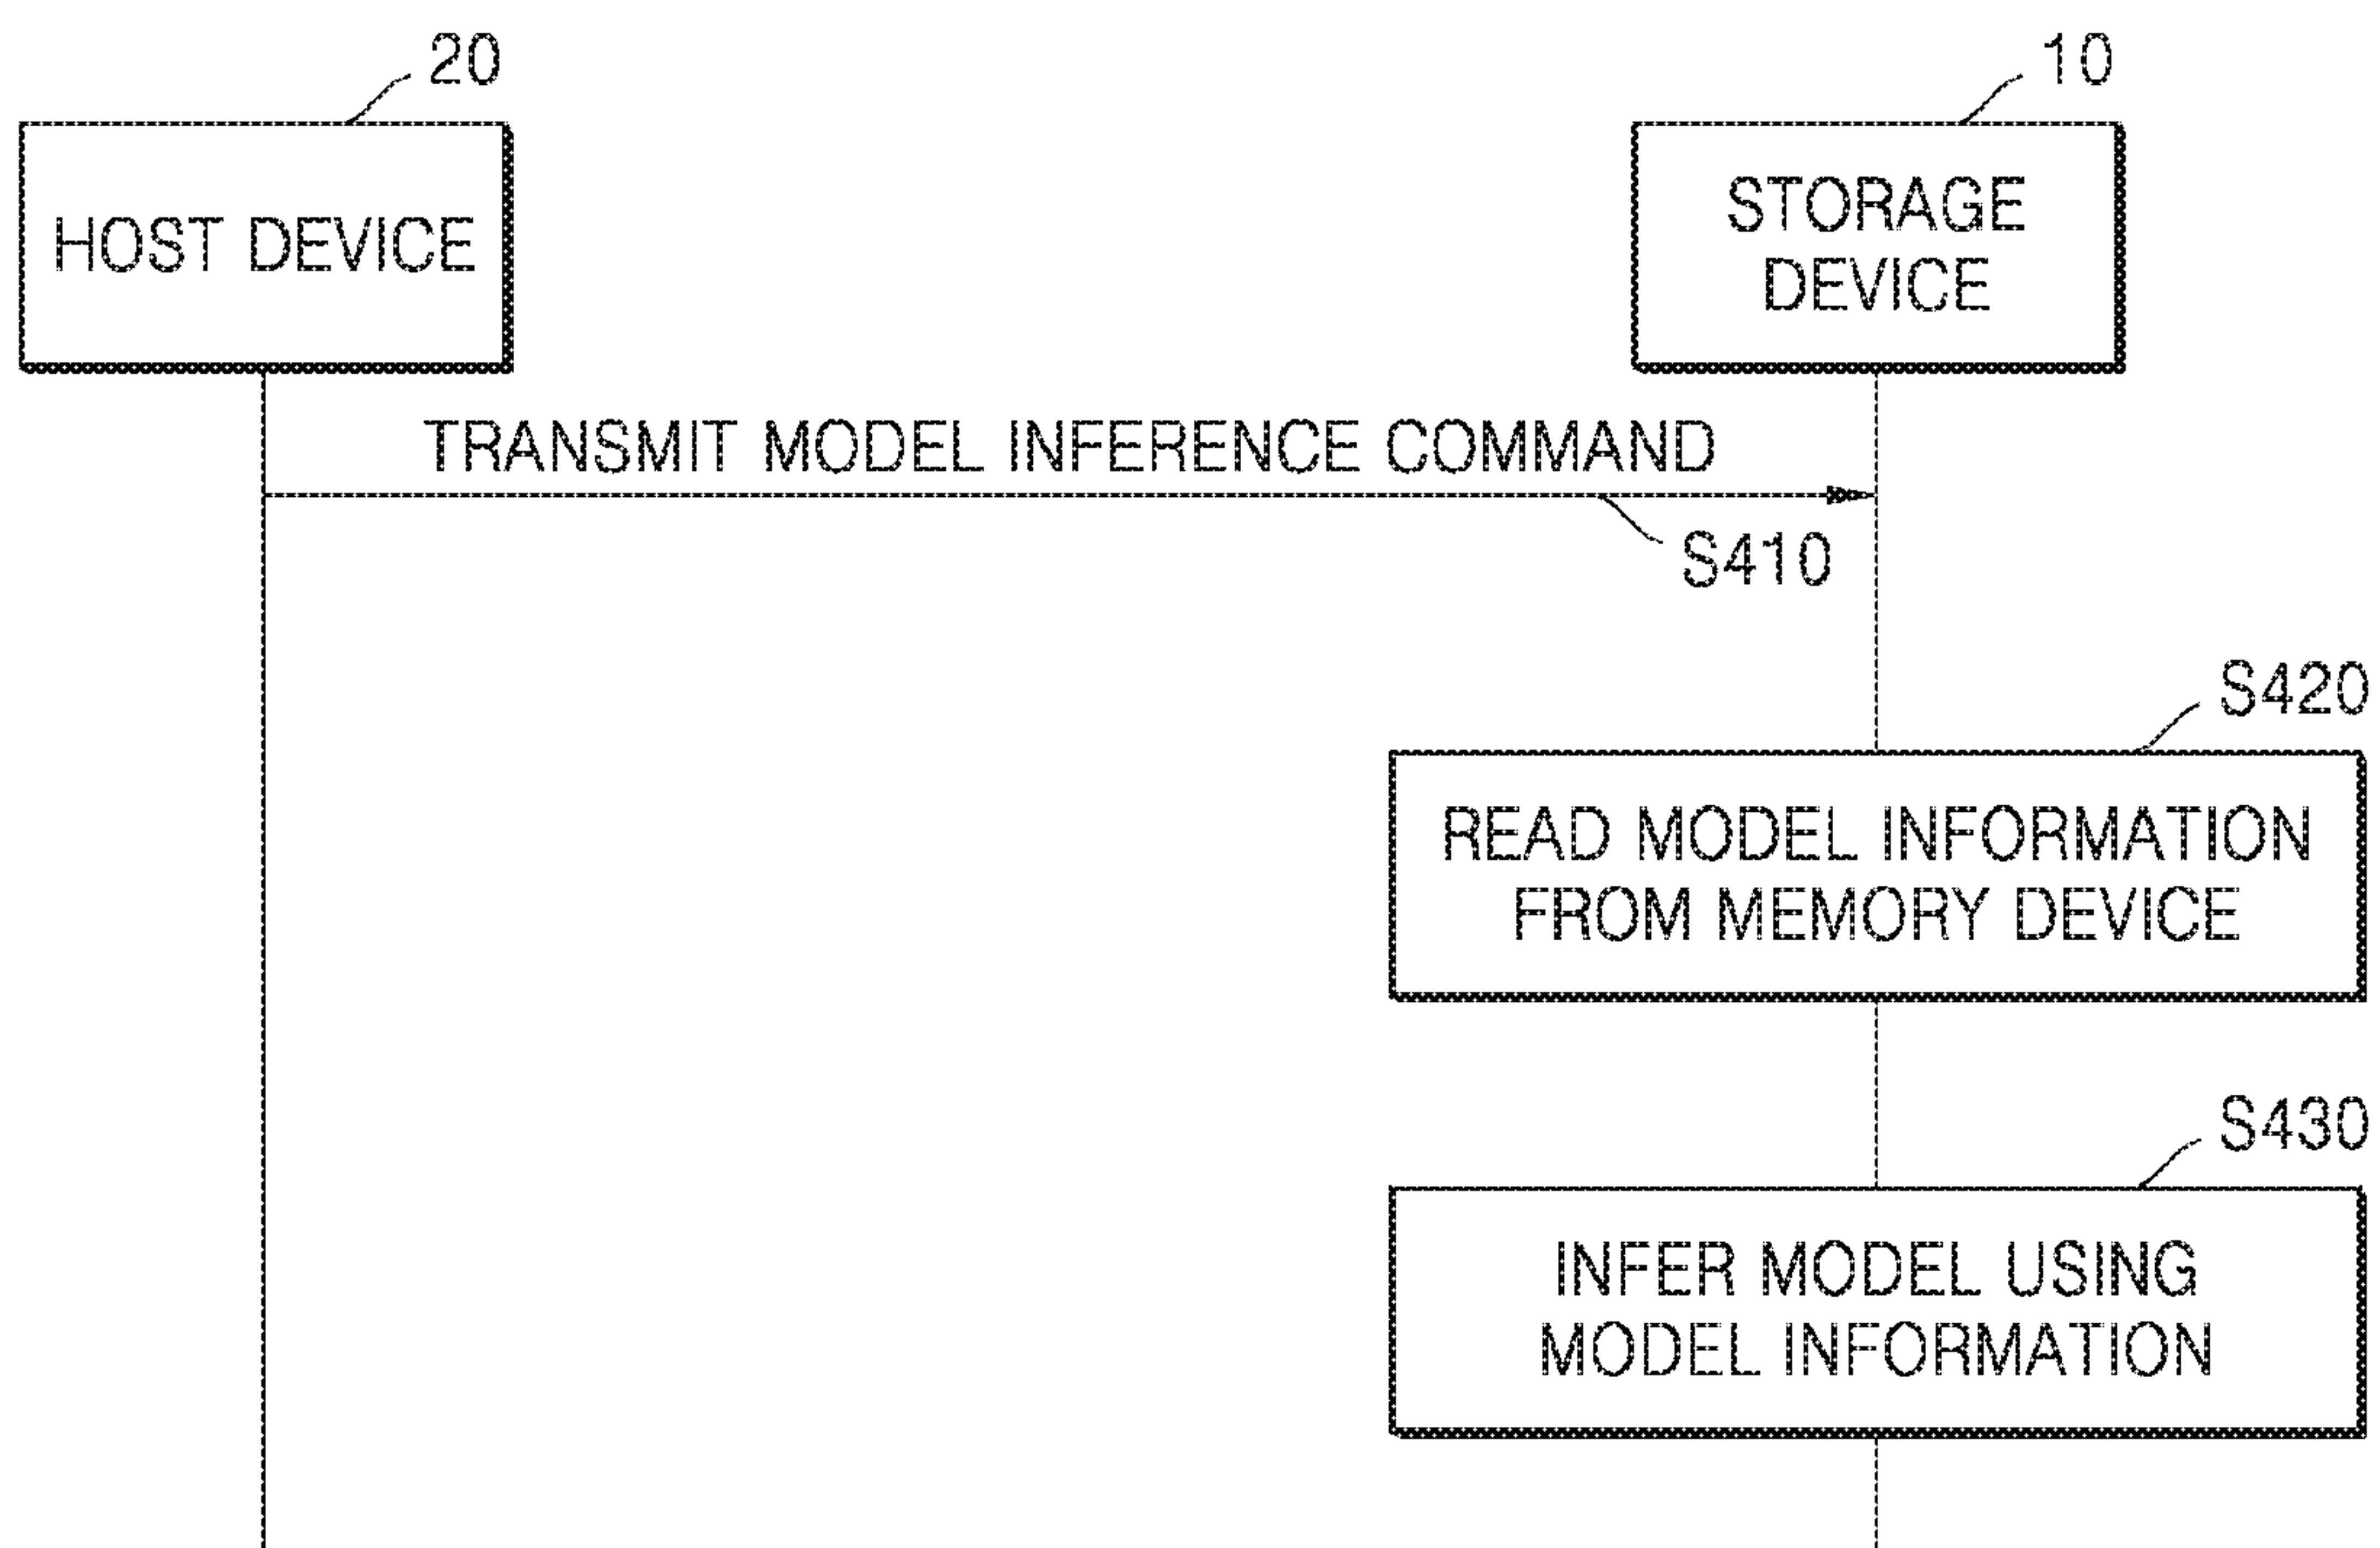 20
10
HOST DEVICE
STORAGE
DEVICE
TRANSMIT MODEL INFERENCE COMMAND
S410
S420
READ MODEL INFORMATION
FROM MEMORY DEVICE
S430
INFER MODEL USING
MODEL INFORMATION